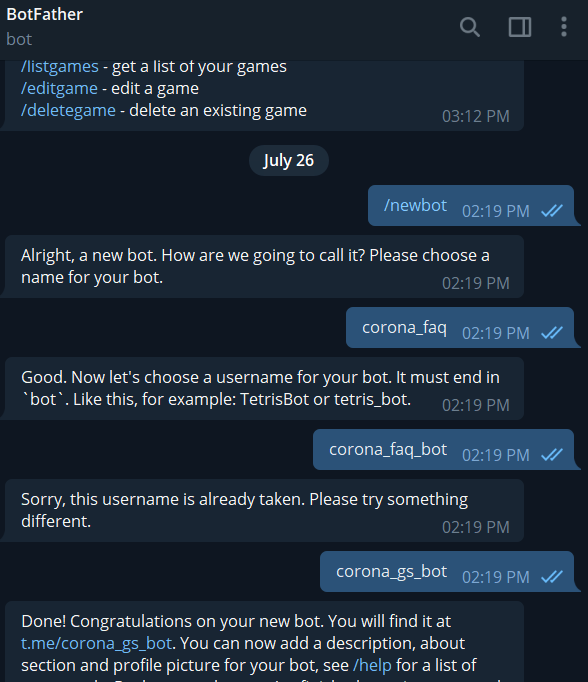 BotFather
bot
/listgames - get a list of your games
/editgame - edit a game
/deletegame - delete an existing game
03:12 PM
July 26
/newbot 02:19 PM
Alright, a new bot. How are we going to call it? Please choose a
name for your bot.
02:19 PM
corona_faq 02:19 PM
Good. Now let's choose a username for your bot. It must end in
`bot`. Like this, for example: TetrisBot or tetris_bot.
02:19 PM
corona_faq_bot 02:19 PM
Sorry, this username is already taken. Please try something
different.
02:19 PM
corona_gs_bot 02:19 PM
Done! Congratulations on your new bot. You will find it at
t.me/corona_gs_bot. You can now add a description, about
section and profile picture for your bot, see /help for a list of